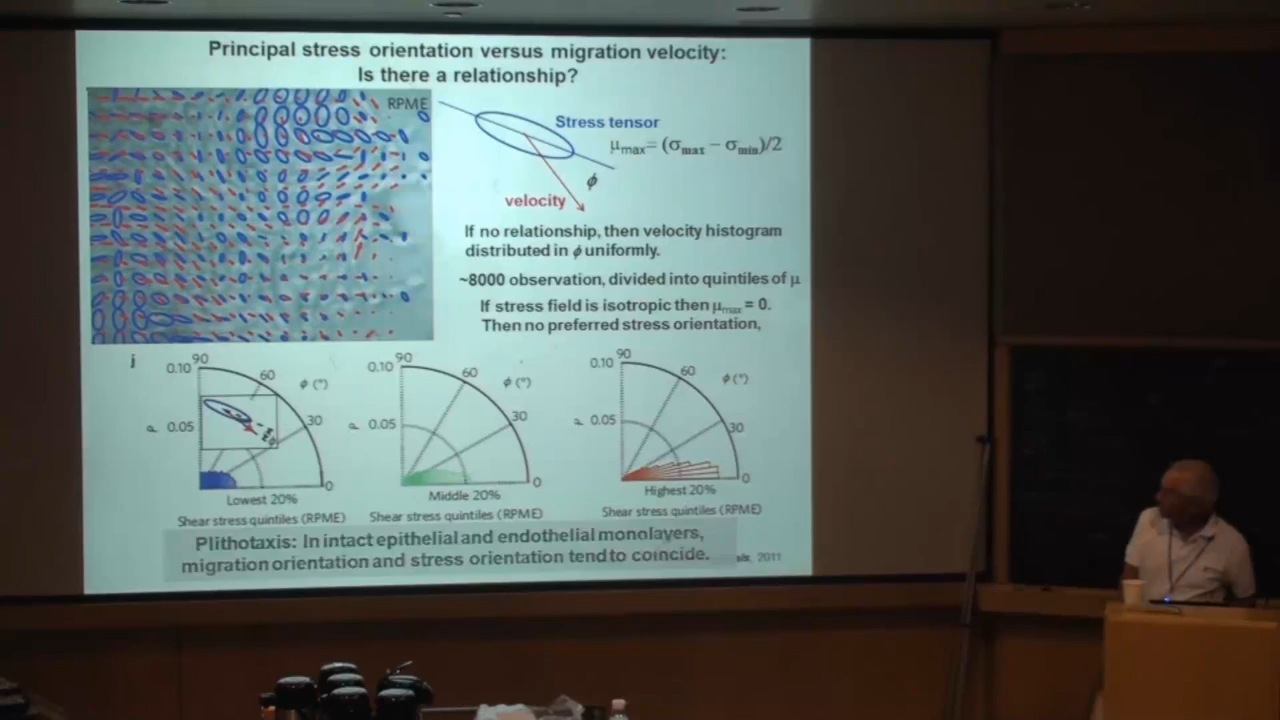 Principal stress orientation versus migration velocity:
Is there a relationship?
RPME
Stress tensor
μmax= (σmax − σmin)/2
ϕ
velocity
If no relationship, then velocity histogram
distributed in ϕ uniformly.
~8000 observation, divided into quintiles of μ
If stress field is isotropic then μmax = 0.
Then no preferred stress orientation,
j
0.10 90
60
ϕ (°)
30
0.05
0
Lowest 20%
Shear stress quintiles (RPME)
0.10 90
60
ϕ (°)
30
0.05
0
Middle 20%
Shear stress quintiles (RPME)
0.10 90
60
ϕ (°)
30
0.05
0
Highest 20%
Shear stress quintiles (RPME)
Plithotaxis: In intact epithelial and endothelial monolayers,
migration orientation and stress orientation tend to coincide.
2011